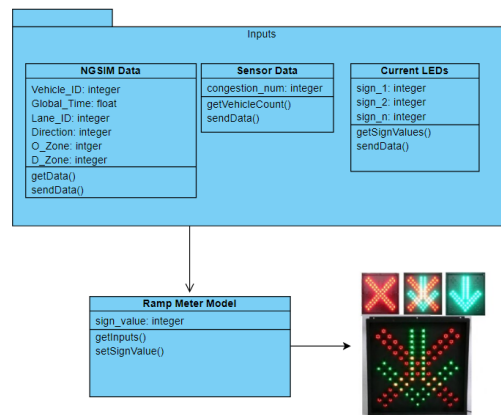 Inputs
NGSIM Data
Vehicle_ID: integer
Global_Time: float
Lane_ID: integer
Direction: integer
O_Zone: intger
D_Zone: integer
getData()
sendData()
Sensor Data
congestion_num: integer
getVehicleCount()
sendData()
Current LEDs
sign_1: integer
sign_2: integer
sign_n: integer
getSignValues()
sendData()
Ramp Meter Model
sign_value: integer
getInputs()
setSignValue()